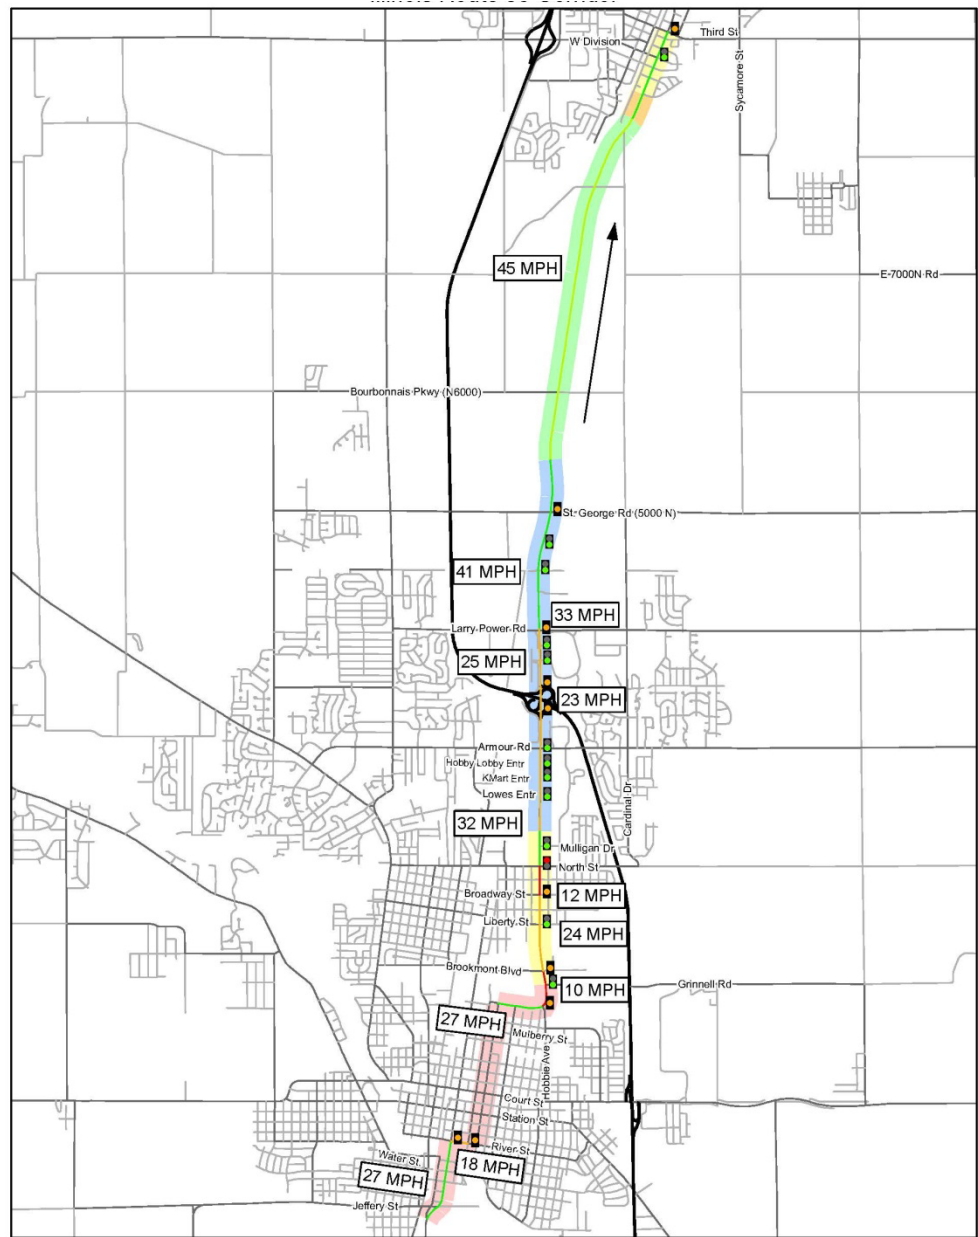 Third St
W Division
Sycamore St
45 MPH
E-7000N Rd
Bourbonnais Pkwy (N6000)
St. George Rd (5000 N)
41 MPH
33 MPH
Larry Power Rd
25 MPH
23 MPH
Armour Rd
Hobby Lobby Entr
KMart Entr
Lowes Entr
Cardinal Dr
32 MPH
Mulligan Dr
North St
Broadway St
12 MPH
Liberty St
24 MPH
Brookmont Blvd
Grinnell Rd
10 MPH
27 MPH
Mulberry St
Hobbie Ave
Court St
Station St
River St
Water St
18 MPH
27 MPH
Jeffery St